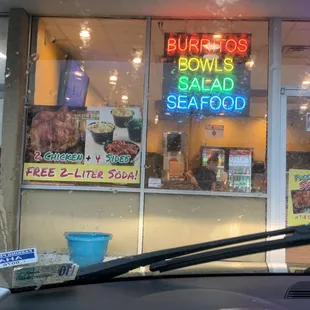 BURRITOS
BOWLS
SALAD
SEAFOOD
2 CHICKEN + 4 SIDES
FREE 2-LITER SODA!